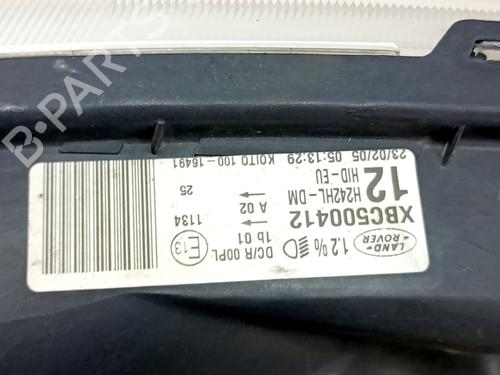 LAND-
ROVER
1.2 %
XBC500412
12 H242HL-DM
HID-EU
23/02/05 05:13:29 KOITO 100-16491
E13
DC/R 00PL
1b 01
A 02
1134
25
B-PARTS